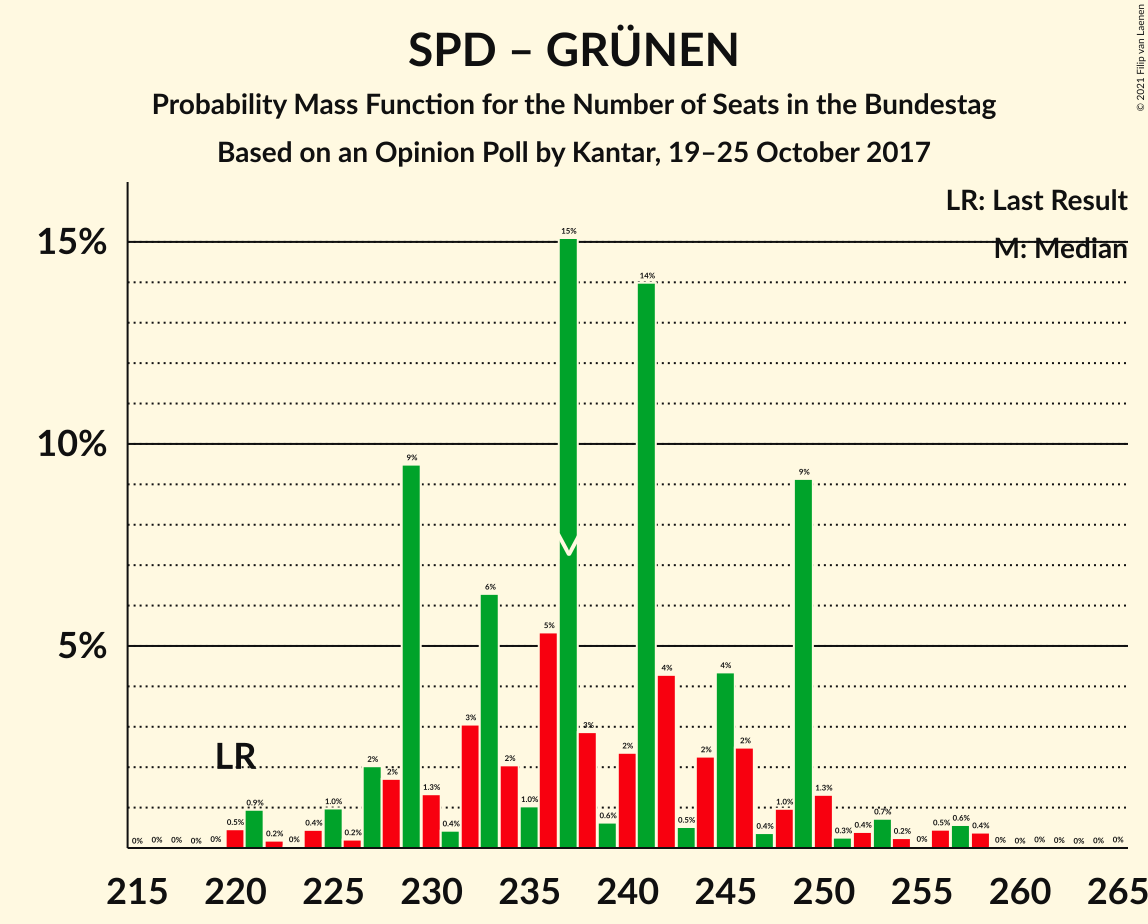 SPD – GRÜNEN
Probability Mass Function for the Number of Seats in the Bundestag
Based on an Opinion Poll by Kantar, 19–25 October 2017
© 2021 Filip van Laenen
LR: Last Result
M: Median
15%
10%
5%
LR
0% 0% 0% 0% 0% 0.5% 0.9% 0.2% 0% 0.4% 1.0% 0.2% 2% 2% 9% 1.3% 0.4% 3% 6% 2% 1.0% 5% 15% 3% 0.6% 2% 14% 4% 0.5% 2% 4% 2% 0.4% 1.0% 9% 1.3% 0.3% 0.4% 0.7% 0.2% 0% 0.5% 0.6% 0.4% 0% 0% 0% 0% 0% 0% 0%
215 220 225 230 235 240 245 250 255 260 265